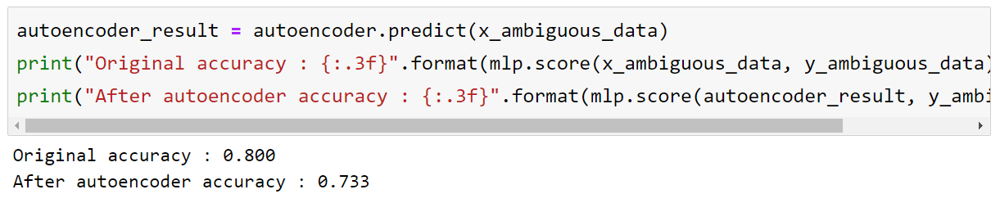 autoencoder_result = autoencoder.predict(x_ambiguous_data)
print("Original accuracy : {:.3f}".format(mlp.score(x_ambiguous_data, y_ambiguous_data)
print("After autoencoder accuracy : {:.3f}".format(mlp.score(autoencoder_result, y_ambi
Original accuracy : 0.800
After autoencoder accuracy : 0.733